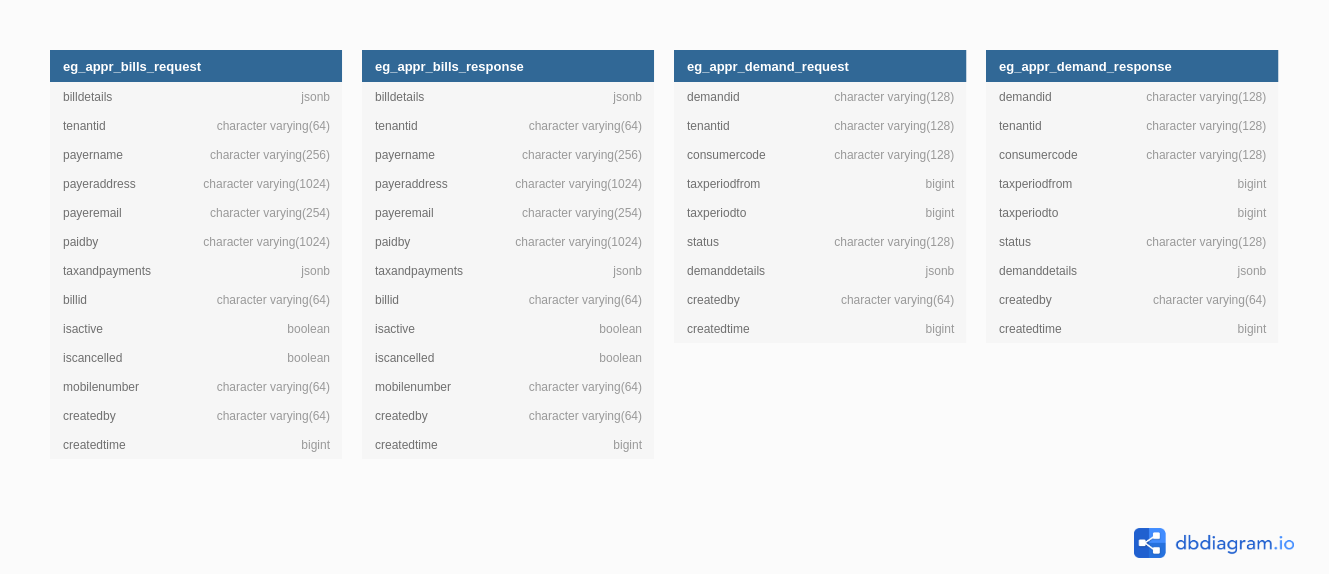 eg_appr_bills_request
billdetails jsonb
tenantid character varying(64)
payername character varying(256)
payeraddress character varying(1024)
payeremail character varying(254)
paidby character varying(1024)
taxandpayments jsonb
billid character varying(64)
isactive boolean
iscancelled boolean
mobilenumber character varying(64)
createdby character varying(64)
createdtime bigint
eg_appr_bills_response
billdetails jsonb
tenantid character varying(64)
payername character varying(256)
payeraddress character varying(1024)
payeremail character varying(254)
paidby character varying(1024)
taxandpayments jsonb
billid character varying(64)
isactive boolean
iscancelled boolean
mobilenumber character varying(64)
createdby character varying(64)
createdtime bigint
eg_appr_demand_request
demandid character varying(128)
tenantid character varying(128)
consumercode character varying(128)
taxperiodfrom bigint
taxperiodto bigint
status character varying(128)
demanddetails jsonb
createdby character varying(64)
createdtime bigint
eg_appr_demand_response
demandid character varying(128)
tenantid character varying(128)
consumercode character varying(128)
taxperiodfrom bigint
taxperiodto bigint
status character varying(128)
demanddetails jsonb
createdby character varying(64)
createdtime bigint
dbdiagram.io